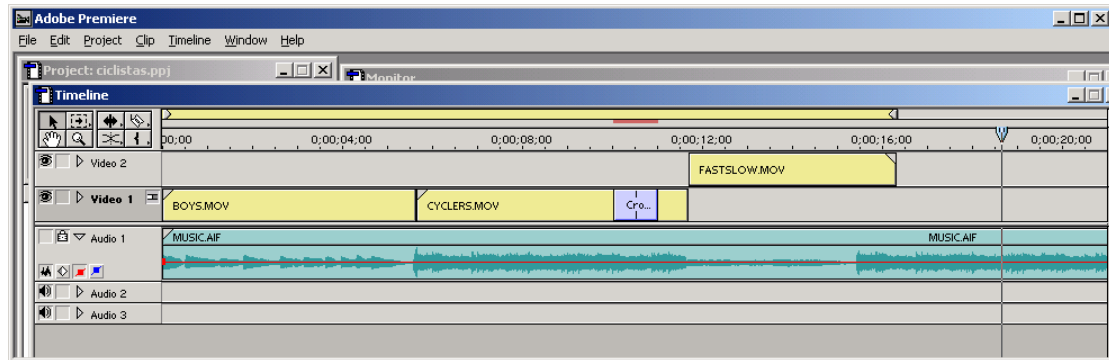 Adobe Premiere
File Edit Project Clip Timeline Window Help
Project: ciclistas.ppj
Monitor
Timeline
00;00 0;00;04;00 0;00;08;00 0;00;12;00 0;00;16;00 0;00;20;00
Video 2 FASTSLOW.MOV
Video 1 BOYS.MOV CYCLERS.MOV Cro...
Audio 1 MUSIC.AIF MUSIC.AIF
Audio 2
Audio 3